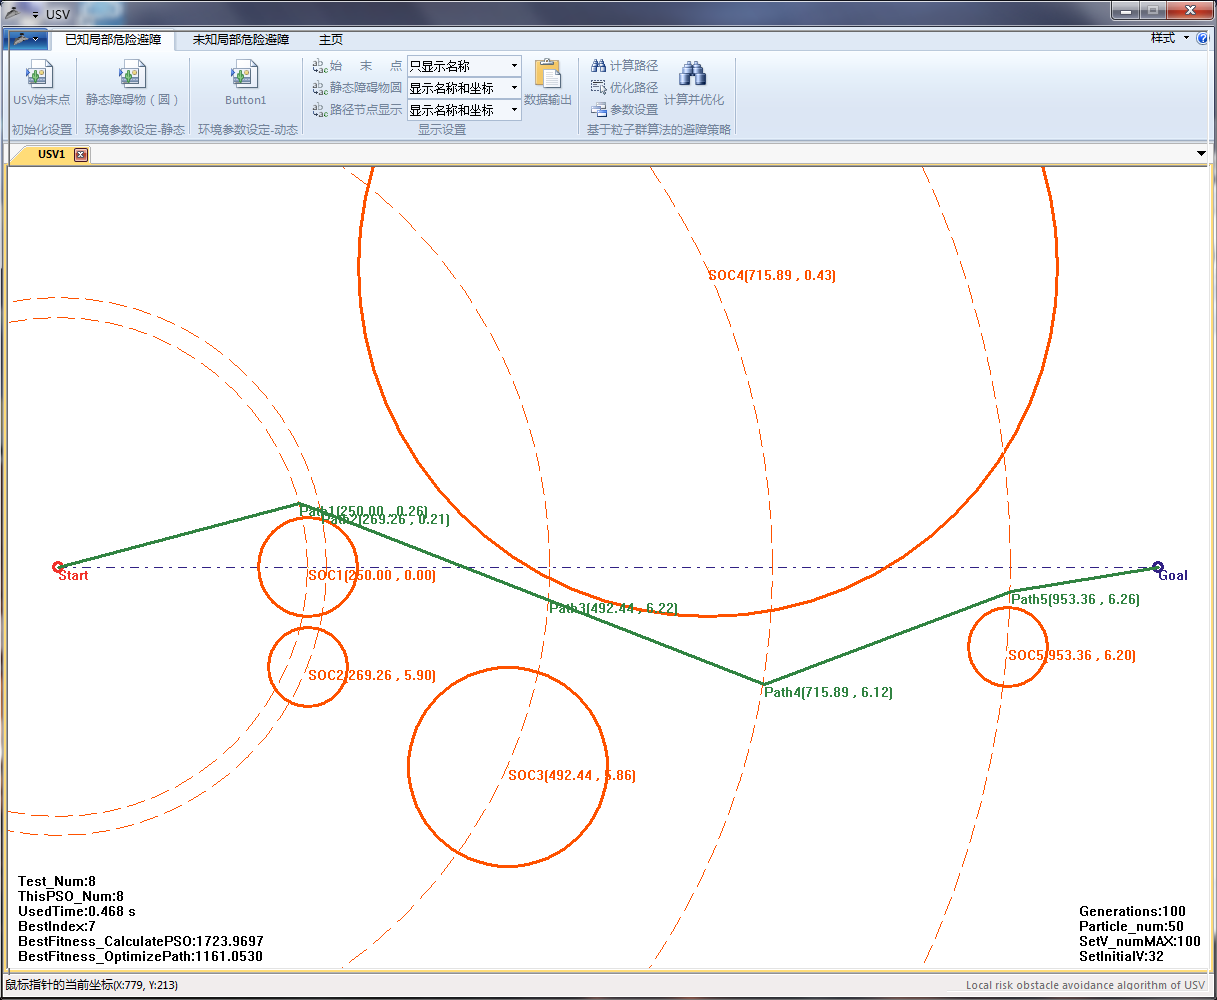 USV
已知局部危险避障 未知局部危险避障 主页 样式
始 末 点 只显示名称 计算路径
静态障碍物圆 显示名称和坐标 优化路径
USV始末点 静态障碍物（圆） Button1 路径节点显示 显示名称和坐标 数据输出 参数设置 计算并优化
初始化设置 环境参数设定-静态 环境参数设定-动态 显示设置 基于粒子群算法的避障策略
USV1
SOC4(715.89 , 0.43)
Path1(250.00 , 0.26)
Path2(269.26 , 0.21)
Start
SOC1(250.00 , 0.00)
Goal
Path3(492.44 , 6.22)
Path5(953.36 , 6.26)
SOC5(953.36 , 6.20)
SOC2(269.26 , 5.90)
Path4(715.89 , 6.12)
SOC3(492.44 , 5.86)
Test_Num:8
ThisPSO_Num:8
UsedTime:0.468 s
BestIndex:7
BestFitness_CalculatePSO:1723.9697
BestFitness_OptimizePath:1161.0530
Generations:100
Particle_num:50
SetV_numMAX:100
SetInitialV:32
鼠标指针的当前坐标(X:779, Y:213)
Local risk obstacle avoidance algorithm of USV